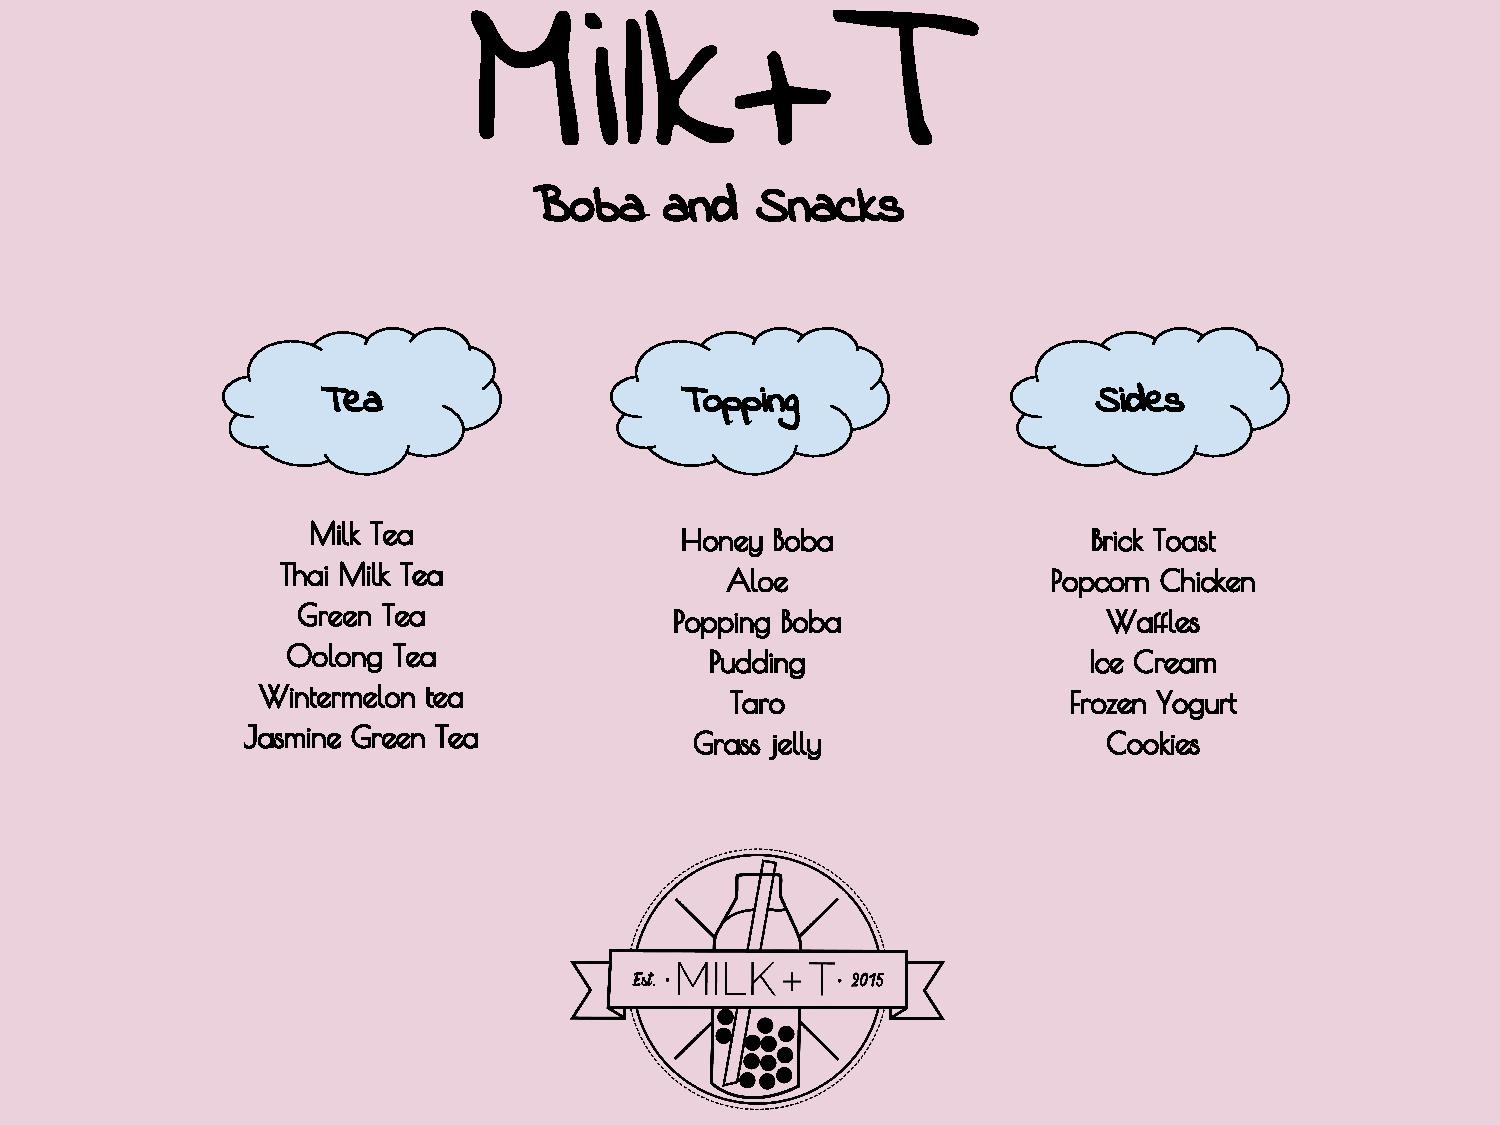 Milk+T
Boba and Snacks
Tea
Milk Tea
Thai Milk Tea
Green Tea
Oolong Tea
Wintermelon tea
Jasmine Green Tea
Topping
Honey Boba
Aloe
Popping Boba
Pudding
Taro
Grass jelly
Sides
Brick Toast
Popcorn Chicken
Waffles
Ice Cream
Frozen Yogurt
Cookies
Est. · MILK+T · 2015